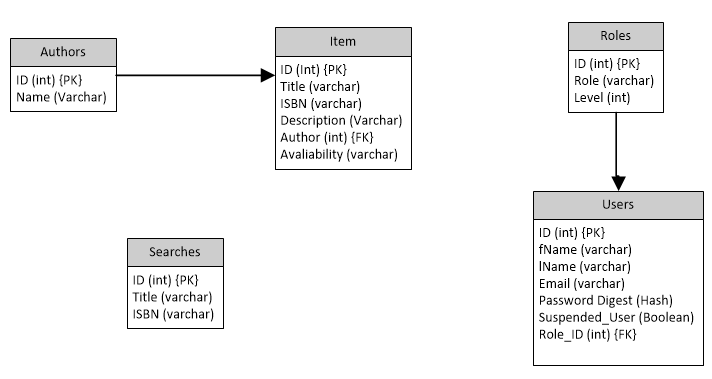 Authors
ID (int) {PK}
Name (Varchar)
Item
ID (Int) {PK}
Title (varchar)
ISBN (varchar)
Description (Varchar)
Author (int) {FK}
Avaliability (varchar)
Roles
ID (int) {PK}
Role (varchar)
Level (int)
Searches
ID (int) {PK}
Title (varchar)
ISBN (varchar)
Users
ID (int) {PK}
fName (varchar)
lName (varchar)
Email (varchar)
Password Digest (Hash)
Suspended_User (Boolean)
Role_ID (int) {FK}